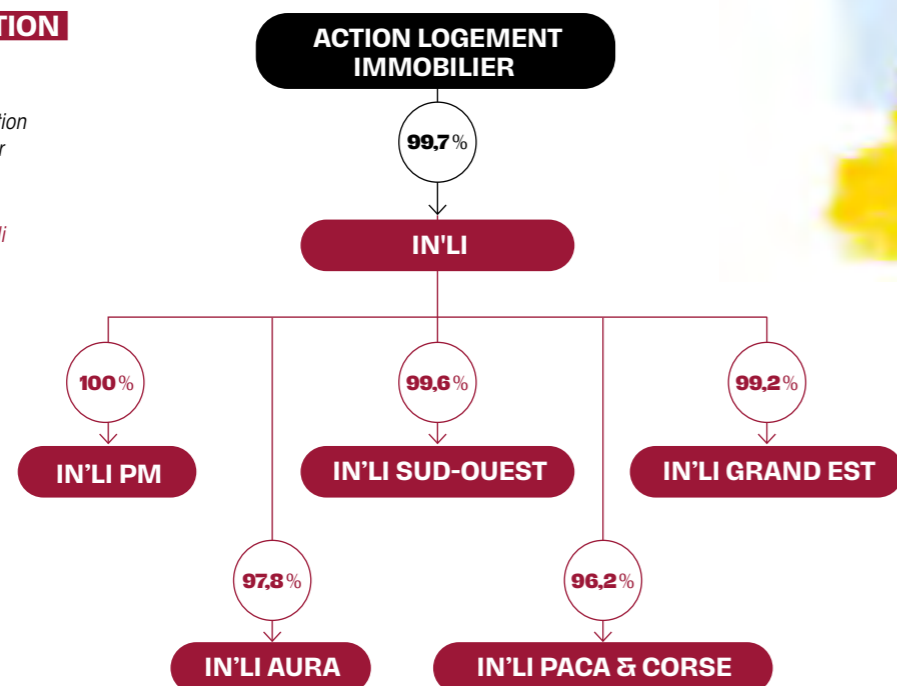 ACTION LOGEMENT
IMMOBILIER
99,7 %
IN'LI
100 %
99,6 %
99,2 %
IN’LI PM
IN’LI SUD-OUEST
IN’LI GRAND EST
97,8 %
96,2 %
IN’LI AURA
IN’LI PACA & CORSE